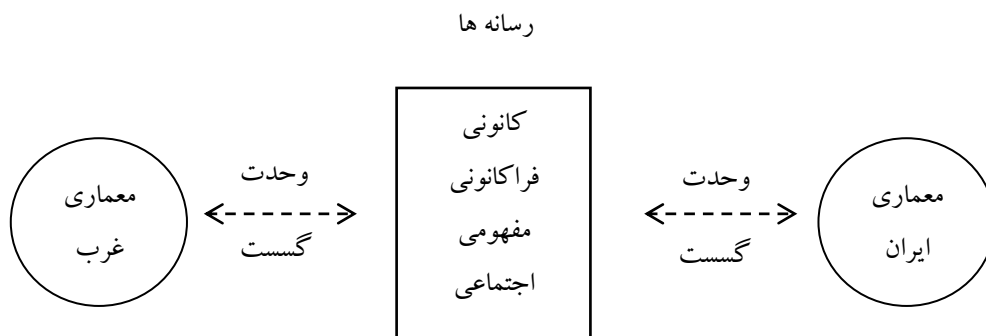 رسانه ها
معماری
ایران
وحدت
گسست
کانونی
فراکانونی
مفهومی
اجتماعی
وحدت
گسست
معماری
غرب